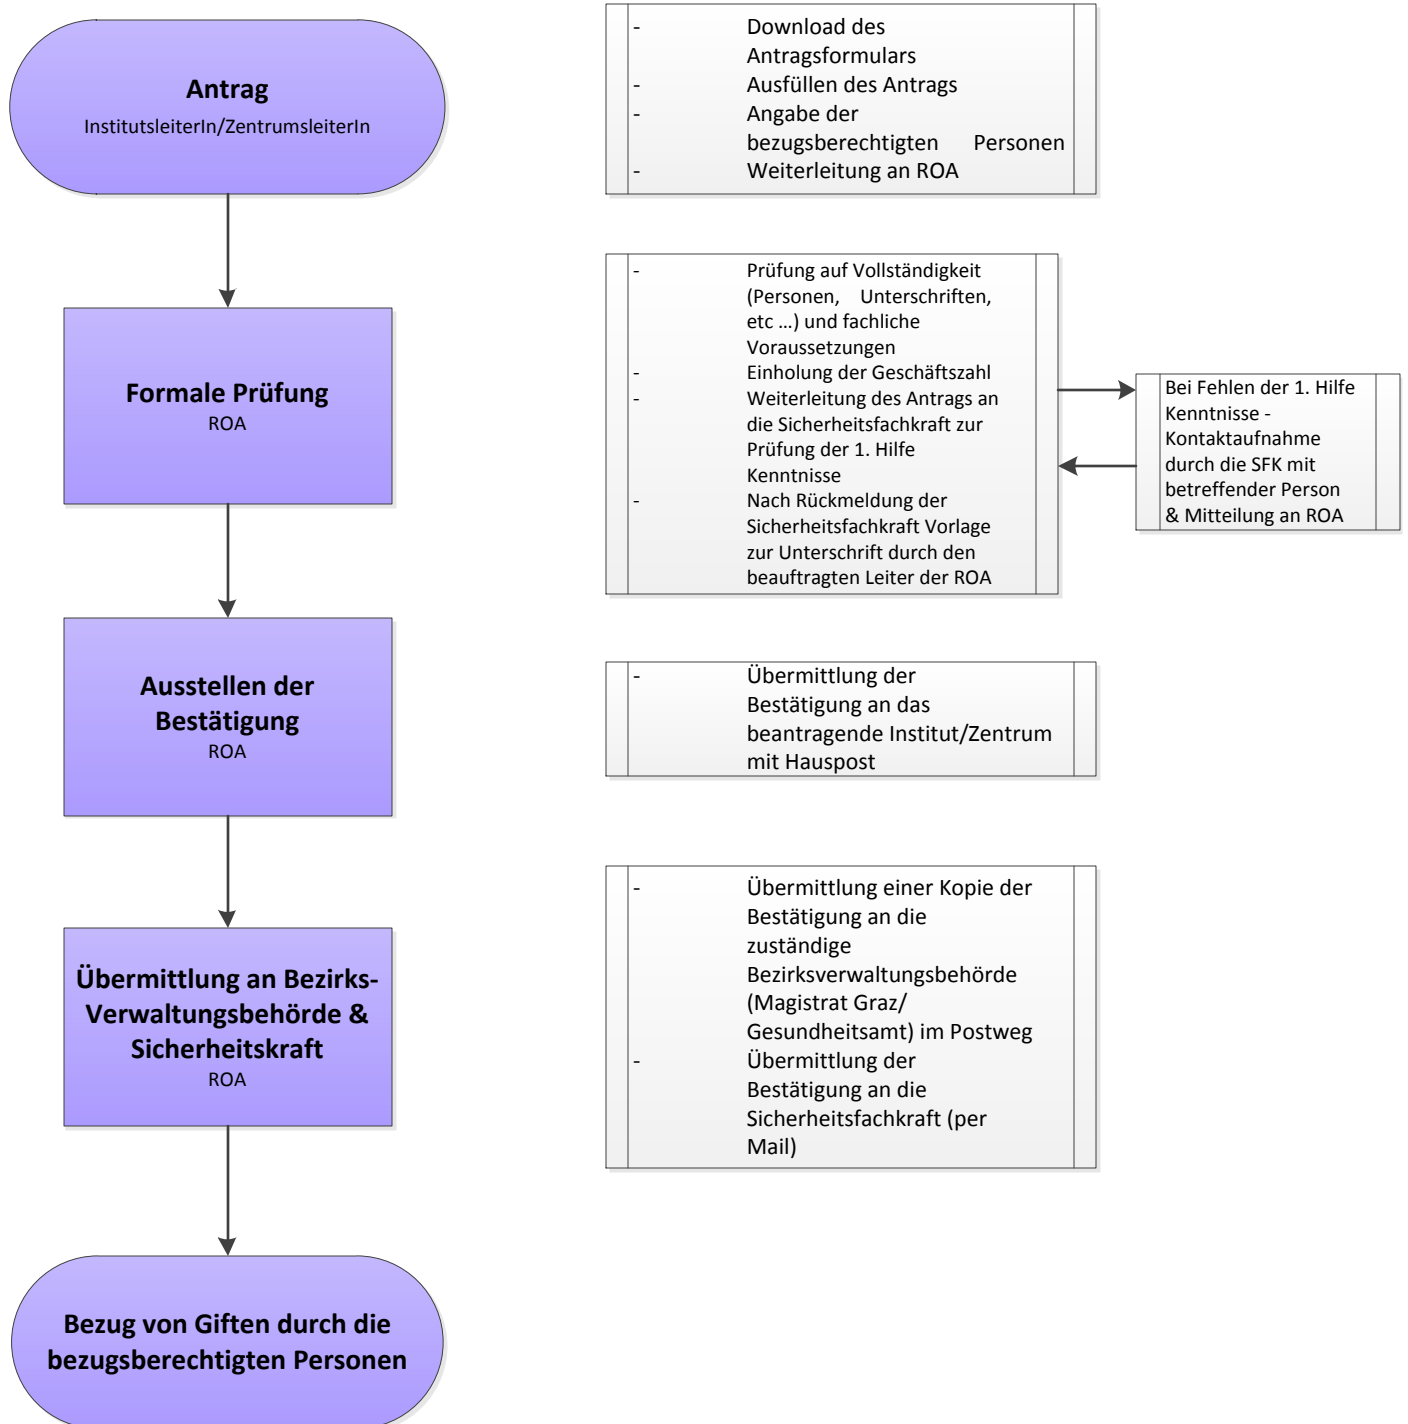 Antrag
InstitutsleiterIn/ZentrumsleiterIn
- Download des
Antragsformulars
- Ausfüllen des Antrags
- Angabe der
bezugsberechtigten Personen
- Weiterleitung an ROA
Formale Prüfung
ROA
- Prüfung auf Vollständigkeit
(Personen, Unterschriften,
etc …) und fachliche
Voraussetzungen
- Einholung der Geschäftszahl
- Weiterleitung des Antrags an
die Sicherheitsfachkraft zur
Prüfung der 1. Hilfe
Kenntnisse
- Nach Rückmeldung der
Sicherheitsfachkraft Vorlage
zur Unterschrift durch den
beauftragten Leiter der ROA
Bei Fehlen der 1. Hilfe
Kenntnisse -
Kontaktaufnahme
durch die SFK mit
betreffender Person
& Mitteilung an ROA
Ausstellen der
Bestätigung
ROA
- Übermittlung der
Bestätigung an das
beantragende Institut/Zentrum
mit Hauspost
Übermittlung an Bezirks-
Verwaltungsbehörde &
Sicherheitskraft
ROA
- Übermittlung einer Kopie der
Bestätigung an die
zuständige
Bezirksverwaltungsbehörde
(Magistrat Graz/
Gesundheitsamt) im Postweg
- Übermittlung der
Bestätigung an die
Sicherheitsfachkraft (per
Mail)
Bezug von Giften durch die
bezugsberechtigten Personen